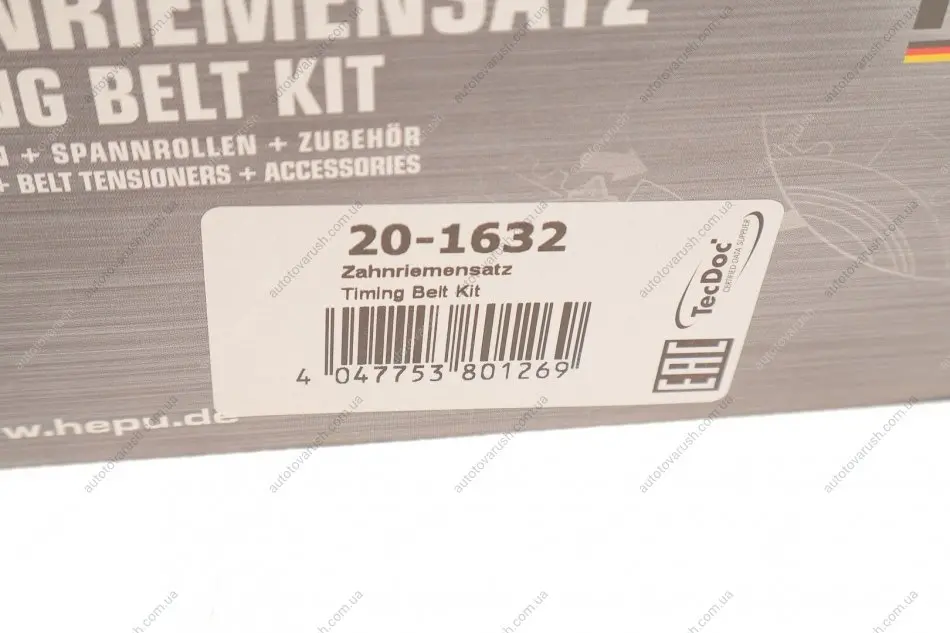 NRIEMENSATZ
NG BELT KIT
N + SPANNROLLEN + ZUBEHÖR
+ BELT TENSIONERS + ACCESSORIES
20-1632
Zahnriemensatz
Timing Belt Kit
4 047753 801269
TecDoc
CERTIFIED DATA SUPPLIER
EAC
w.hepu.de
autotovarush.com.ua